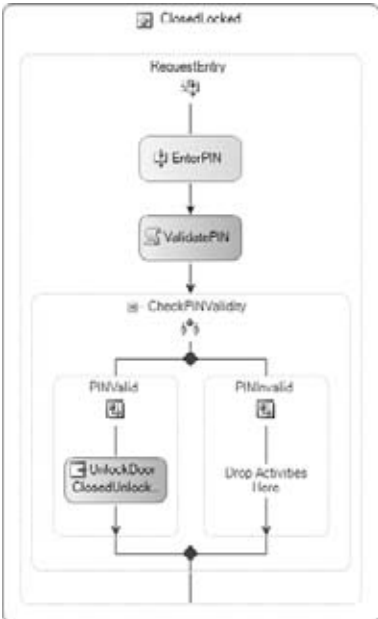 ClosedLocked
RequestEntry
EnterPIN
ValidatePIN
CheckPINValidity
PINValid
PINInvalid
UnlockDoor
ClosedUnlock...
Drop Activities
Here